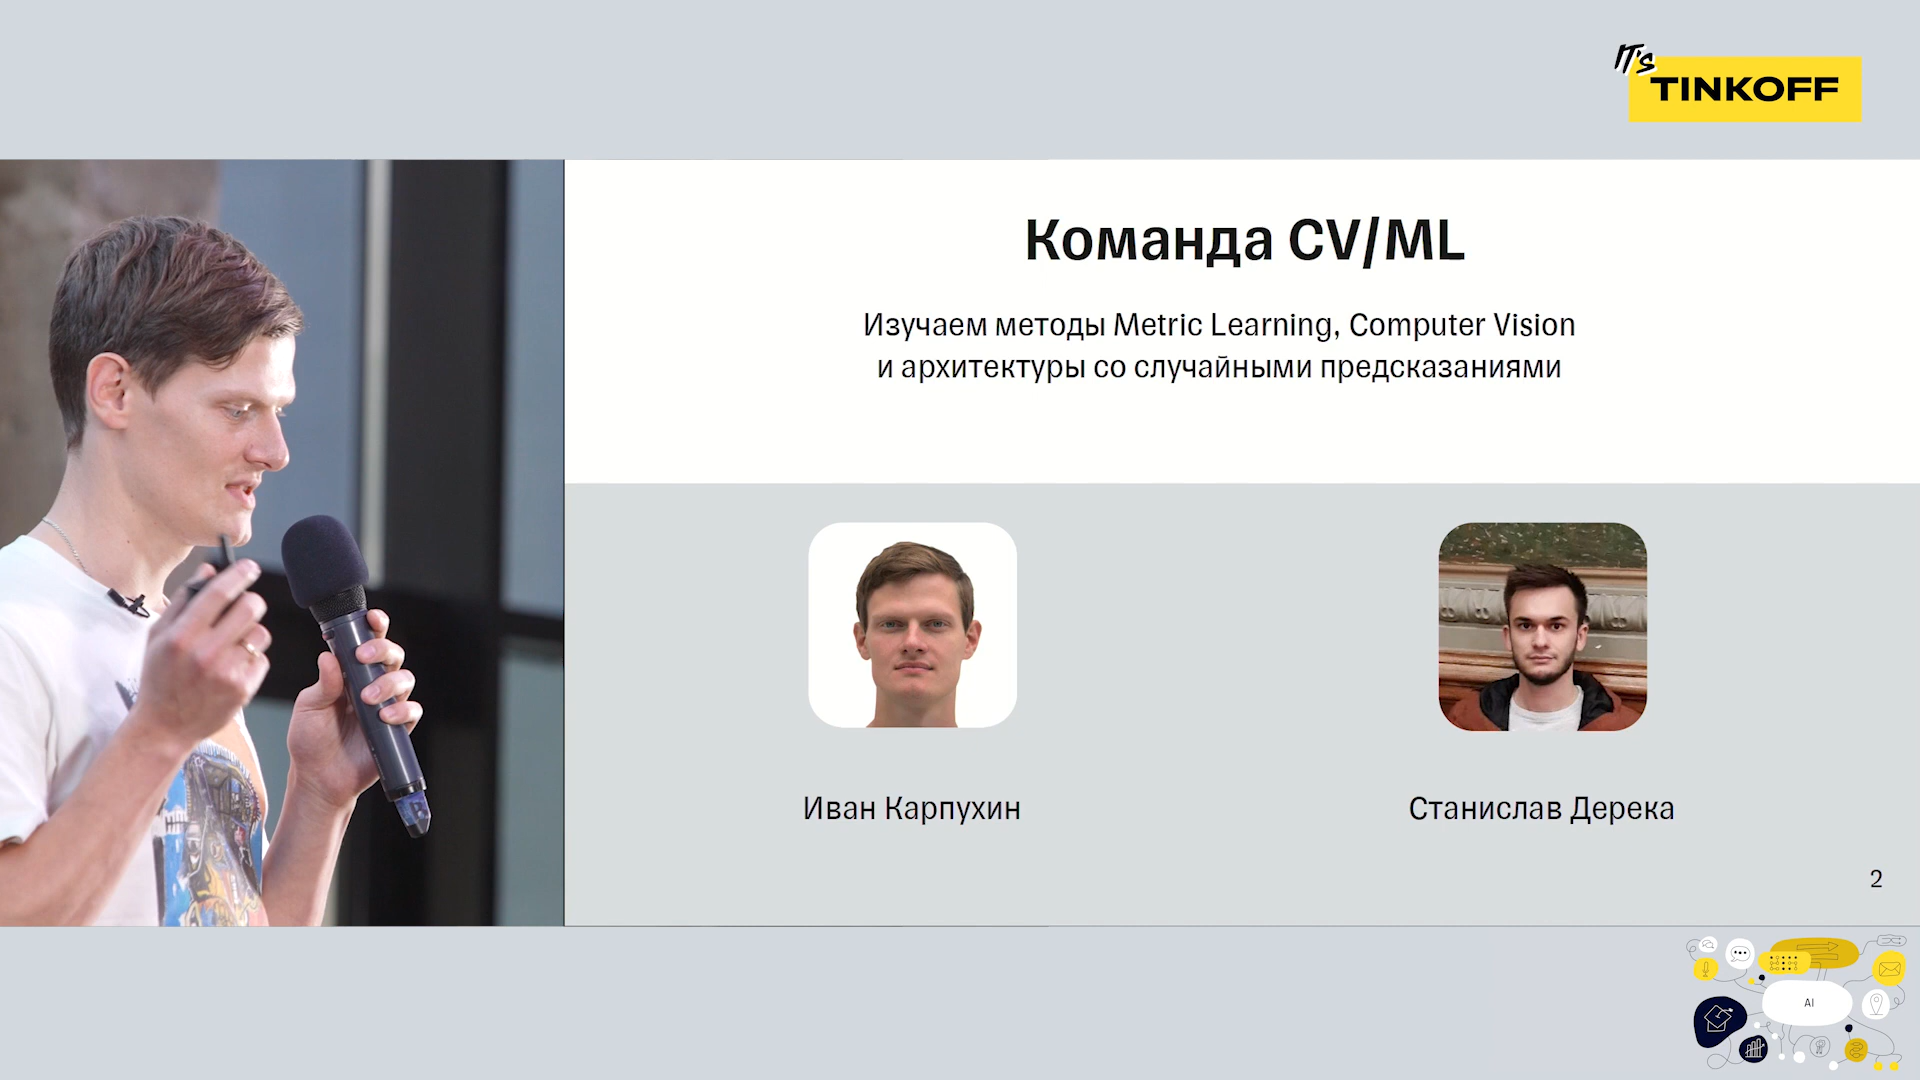 IT's
TINKOFF
Команда CV/ML
Изучаем методы Metric Learning, Computer Vision
и архитектуры со случайными предсказаниями
Иван Карпухин
Станислав Дерека
2
AI